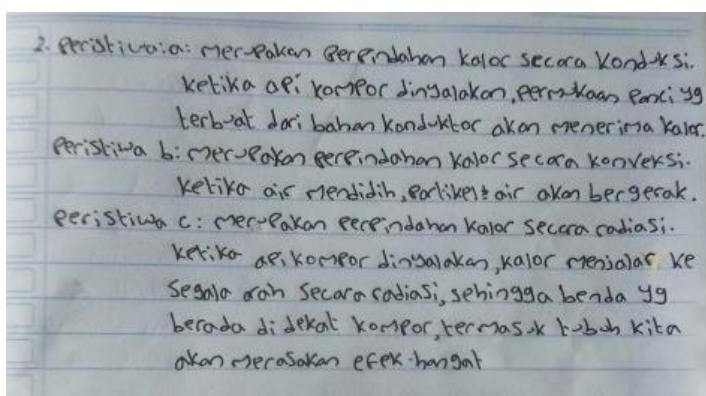 2. Peristiwa: a: merupakan perpindahan kalor secara konduksi.
ketika api kompor dinyalakan, permukaan panci yg
terbuat dari bahan konduktor akan menerima kalor.
Peristiwa b: merupakan perpindahan kalor secara konveksi.
ketika air mendidih, partikel² air akan bergerak.
Peristiwa c: merupakan perpindahan kalor secara radiasi.
ketika api kompor dinyalakan, kalor menjalar ke
segala arah secara radiasi, sehingga benda yg
berada di dekat kompor, termasuk tubuh kita
akan merasakan efek hangat